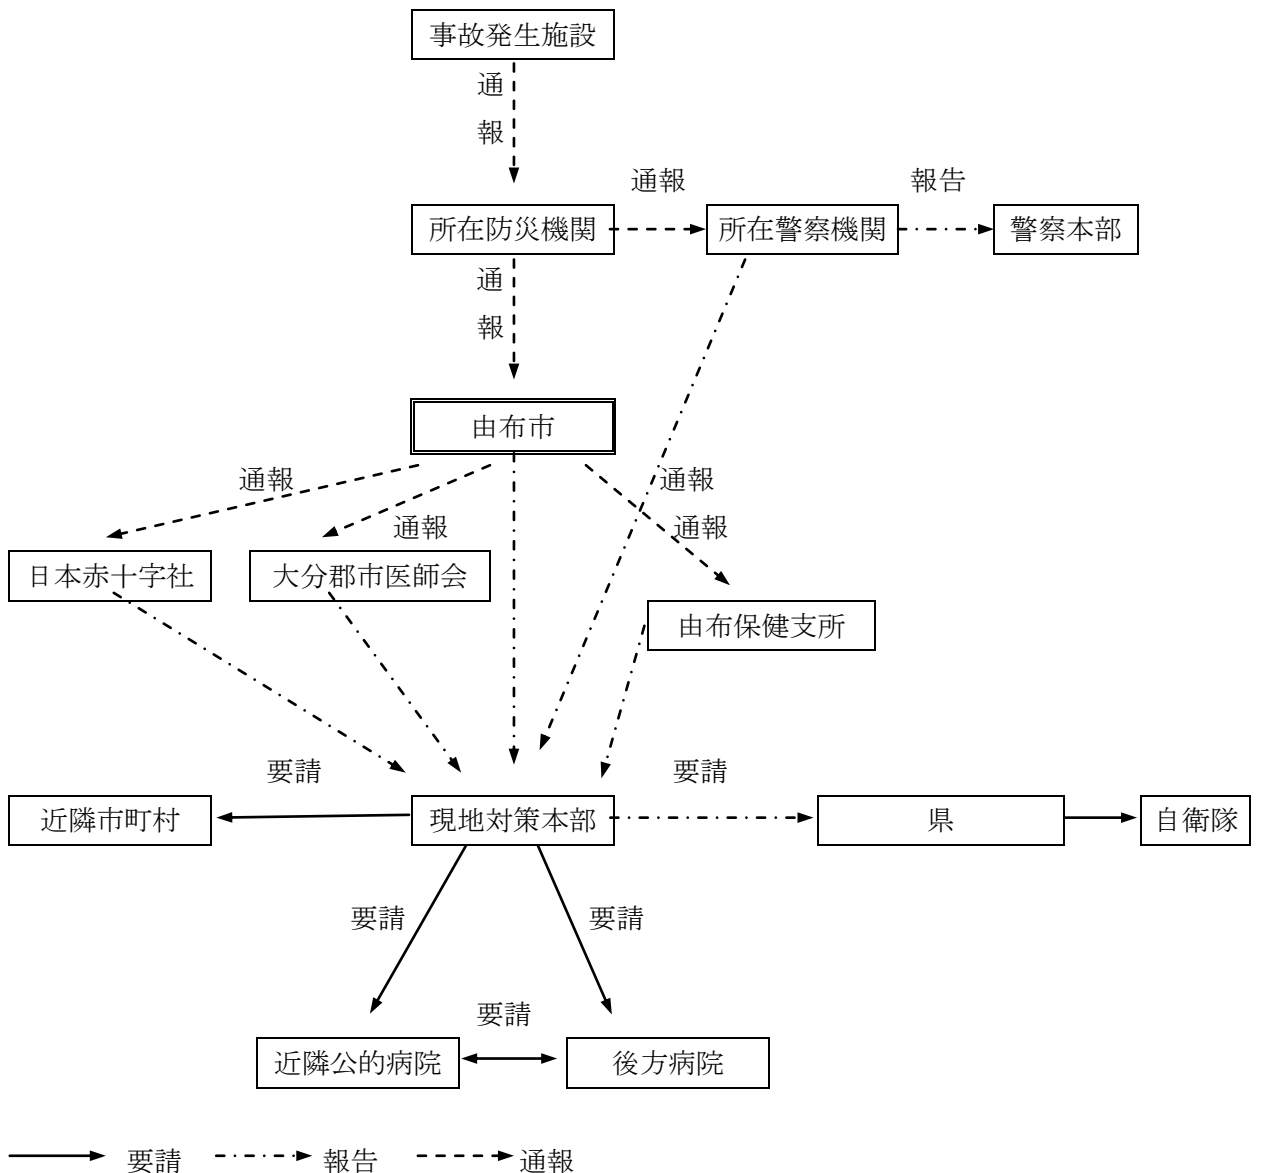 事故発生施設
通
報
通報
報告
所在防災機関
所在警察機関
警察本部
通
報
由布市
通報
通報
通報
通報
日本赤十字社
大分郡市医師会
由布保健支所
要請
要請
近隣市町村
現地対策本部
県
自衛隊
要請
要請
要請
近隣公的病院
後方病院
要請
報告
通報